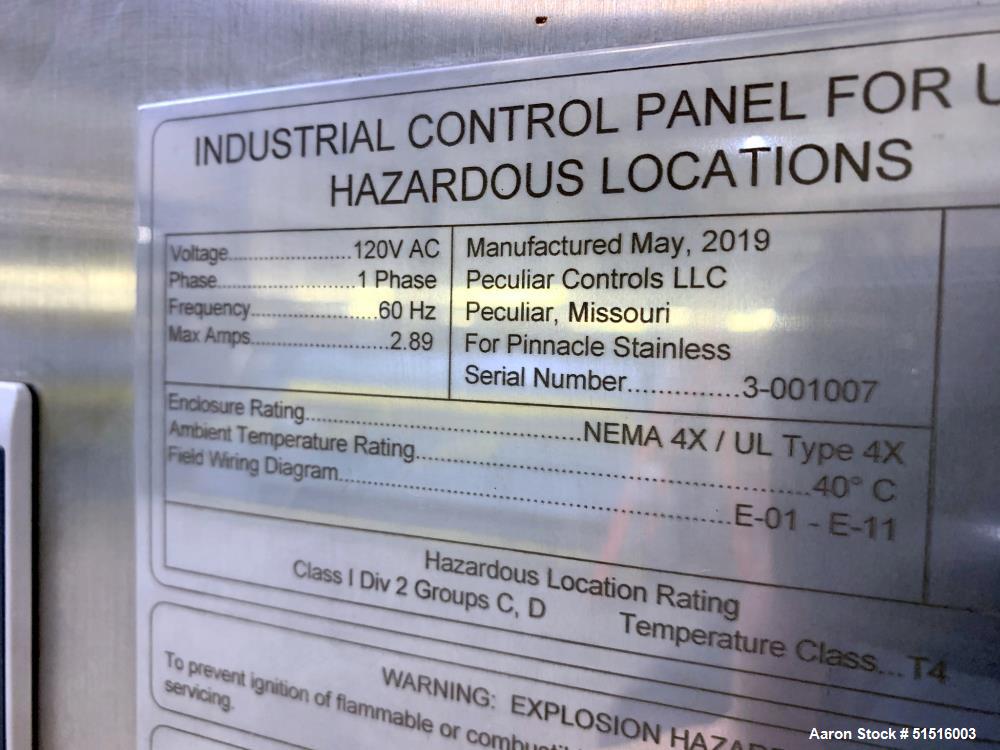 INDUSTRIAL CONTROL PANEL FOR
HAZARDOUS LOCATIONS
Voltage......................120V AC
Phase.........................1 Phase
Frequency.......................60 Hz
Max Amps.........................2.89
Manufactured May, 2019
Peculiar Controls LLC
Peculiar, Missouri
For Pinnacle Stainless
Serial Number..............3-001007
Enclosure Rating..........................................NEMA 4X / UL Type 4X
Ambient Temperature Rating..........................................................40° C
Field Wiring Diagram..........................................................E-01 - E-11
Hazardous Location Rating
Class I Div 2 Groups C, D Temperature Class... T4
WARNING: EXPLOSION
To prevent ignition of flammable or
servicing.
Aaron Stock # 51516003